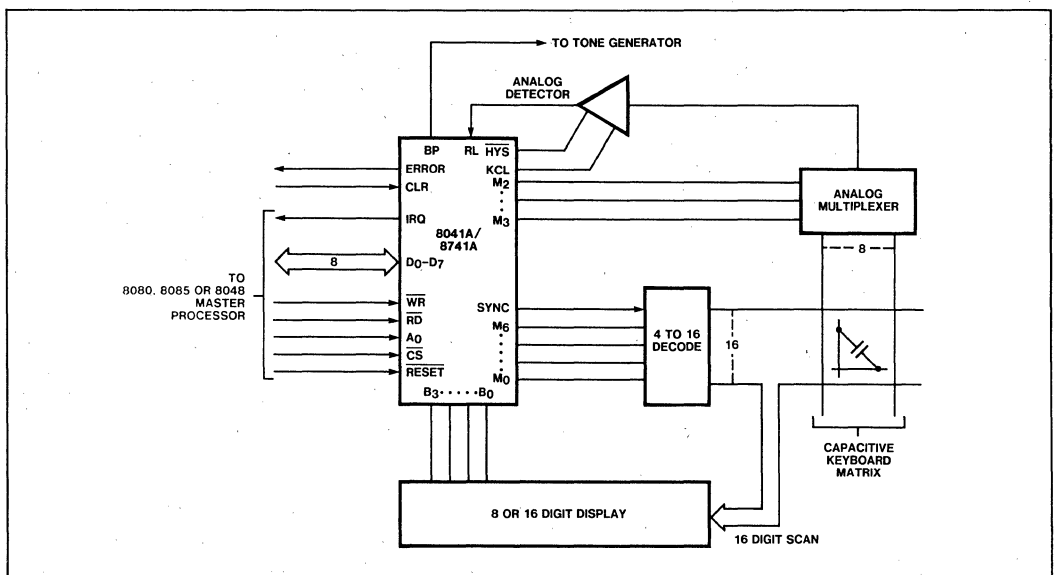 TO TONE GENERATOR
ANALOG
DETECTOR
BP RL HYS
ERROR KCL
CLR M2
IRQ M3
8041A/
8741A
8 D0-D7
TO
8080, 8085 OR 8048
MASTER
PROCESSOR
WR
RD
A0
CS
RESET
SYNC
M6
M0
B3 · · · · · B0
4 TO 16
DECODE
16
ANALOG
MULTIPLEXER
8
CAPACITIVE
KEYBOARD
MATRIX
8 OR 16 DIGIT DISPLAY
16 DIGIT SCAN